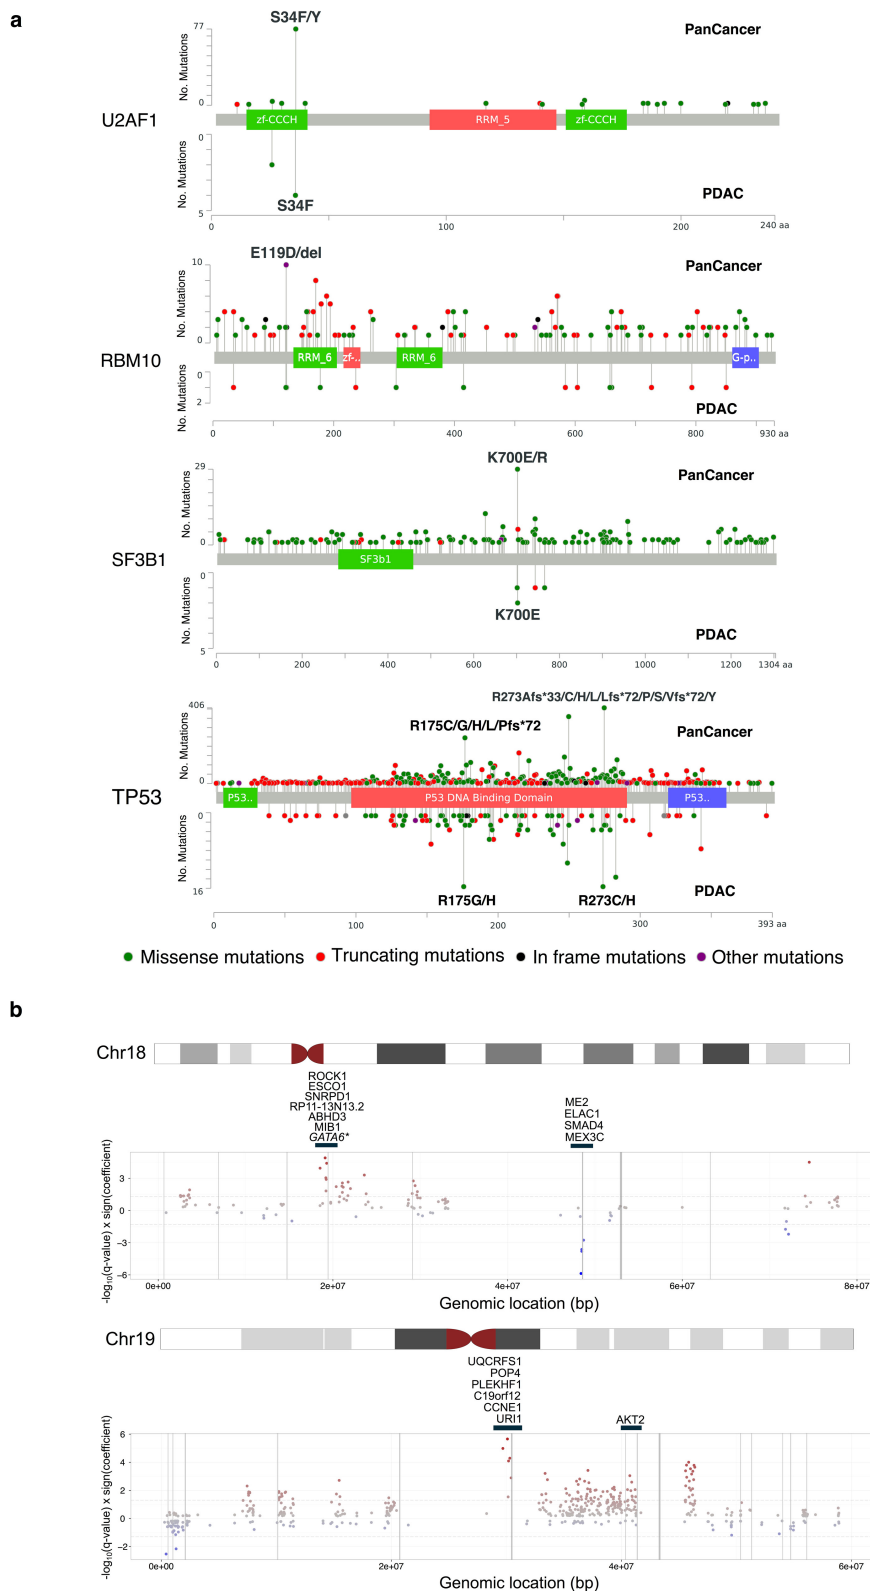 a
S34F/Y
77
PanCancer
No. Mutations
0
U2AF1
zf-CCCH
RRM_5
zf-CCCH
0
No. Mutations
PDAC
S34F
5
0
100
200
240 aa
E119D/del
10
PanCancer
No. Mutations
0
RBM10
RRM_6
zf-..
RRM_6
G-p..
0
No. Mutations
2
PDAC
0
200
400
600
800
930 aa
K700E/R
29
PanCancer
No. Mutations
0
SF3B1
SF3b1
0
No. Mutations
K700E
PDAC
5
0
200
400
600
800
1000
1200
1304 aa
R273Afs*33/C/H/L/Lfs*72/P/S/Vfs*72/Y
406
R175C/G/H/L/Pfs*72
PanCancer
No. Mutations
0
TP53
P53..
P53 DNA Binding Domain
P53..
0
No. Mutations
16
R175G/H
R273C/H
PDAC
0
100
200
300
393 aa
Missense mutations
Truncating mutations
In frame mutations
Other mutations
b
Chr18
ROCK1
ESCO1
SNRPD1
RP11-13N13.2
ABHD3
MIB1
GATA6*
ME2
ELAC1
SMAD4
MEX3C
-log10(q-value) x sign(coefficient)
3
0
−3
−6
0e+00
2e+07
4e+07
6e+07
8e+07
Genomic location (bp)
Chr19
UQCRFS1
POP4
PLEKHF1
C19orf12
CCNE1
URI1
AKT2
-log10(q-value) x sign(coefficient)
6
4
2
0
−2
0e+00
2e+07
4e+07
6e+07
Genomic location (bp)